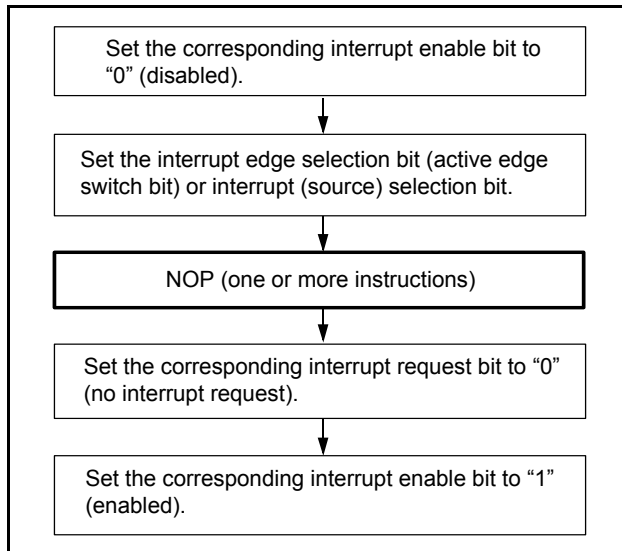 Set the corresponding interrupt enable bit to
“0” (disabled).
Set the interrupt edge selection bit (active edge
switch bit) or interrupt (source) selection bit.
NOP (one or more instructions)
Set the corresponding interrupt request bit to “0”
(no interrupt request).
Set the corresponding interrupt enable bit to “1”
(enabled).